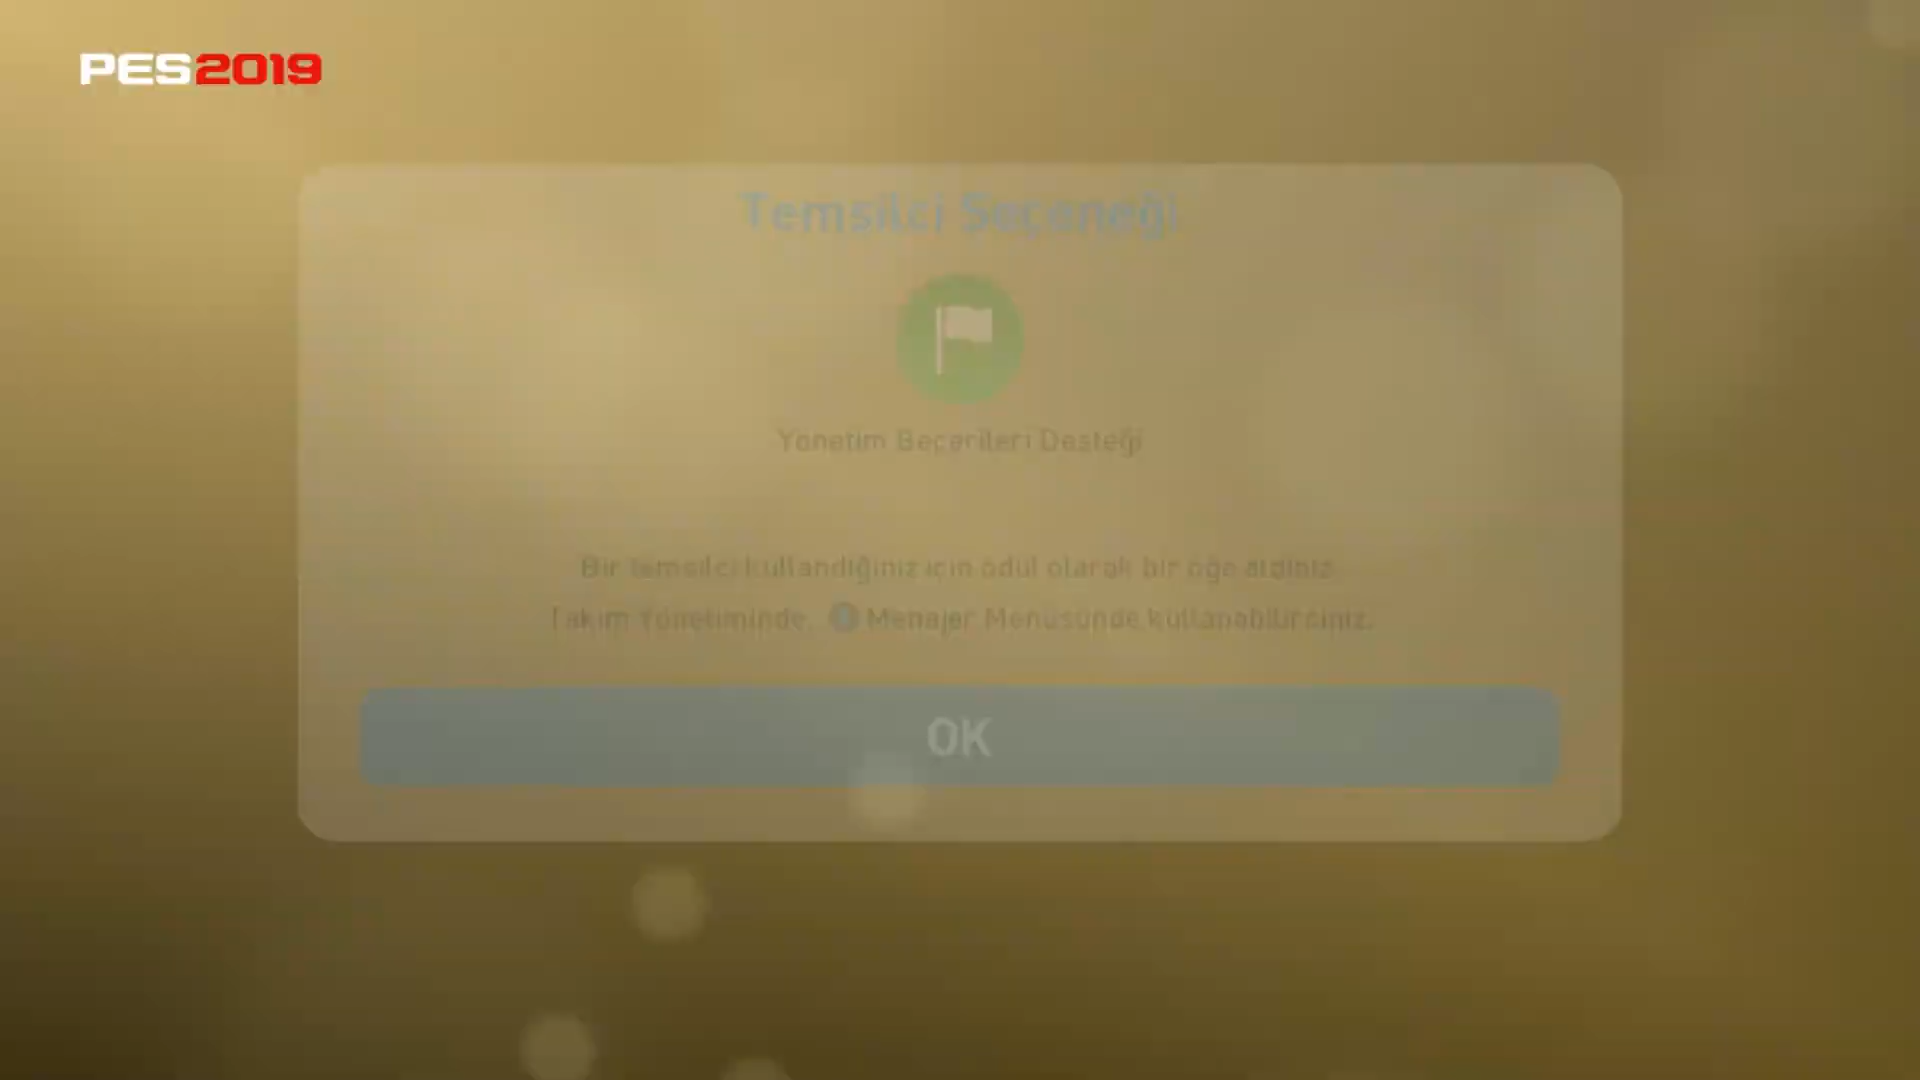 PES2019
Temsilci Seçeneği
Yönetim Becerileri Desteği
Bir temsilci kullandığınız için ödül olarak bir öğe aldınız.
Takım Yönetiminde, Menajer Menüsünde kullanabilirsiniz.
OK